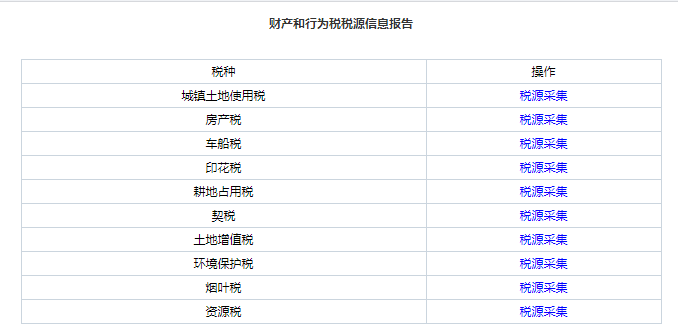 财产和行为税税源信息报告
税种 操作
城镇土地使用税 税源采集
房产税 税源采集
车船税 税源采集
印花税 税源采集
耕地占用税 税源采集
契税 税源采集
土地增值税 税源采集
环境保护税 税源采集
烟叶税 税源采集
资源税 税源采集